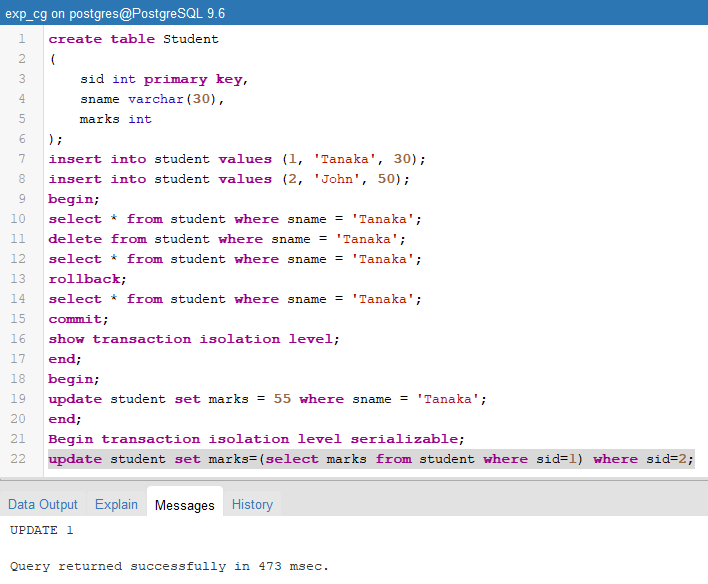 exp_cg on postgres@PostgreSQL 9.6
1 create table Student
2 (
3 sid int primary key,
4 sname varchar(30),
5 marks int
6 );
7 insert into student values (1, 'Tanaka', 30);
8 insert into student values (2, 'John', 50);
9 begin;
10 select * from student where sname = 'Tanaka';
11 delete from student where sname = 'Tanaka';
12 select * from student where sname = 'Tanaka';
13 rollback;
14 select * from student where sname = 'Tanaka';
15 commit;
16 show transaction isolation level;
17 end;
18 begin;
19 update student set marks = 55 where sname = 'Tanaka';
20 end;
21 Begin transaction isolation level serializable;
22 update student set marks=(select marks from student where sid=1) where sid=2;
Data Output Explain Messages History
UPDATE 1
Query returned successfully in 473 msec.